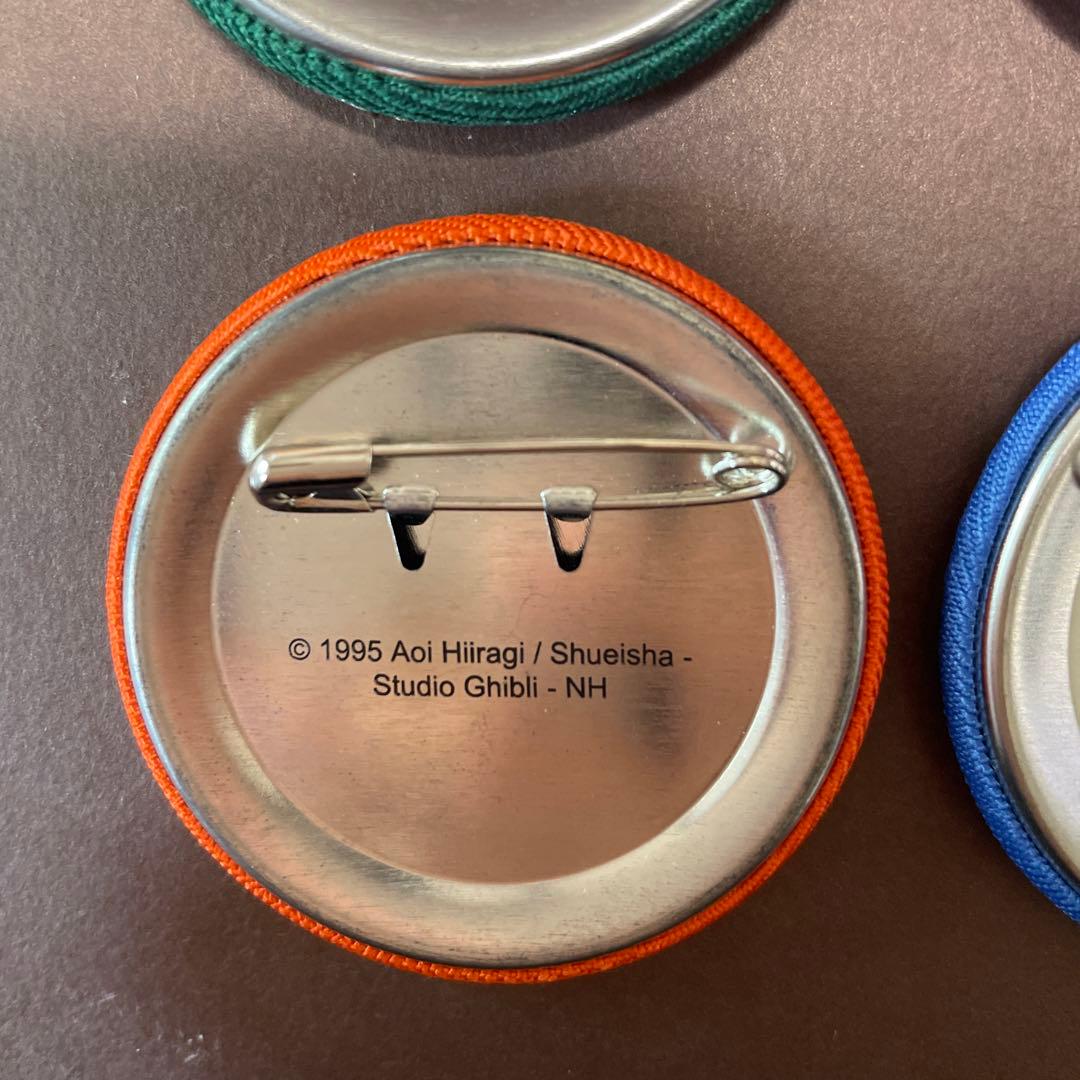 © 1995 Aoi Hiiragi / Shueisha -
Studio Ghibli - NH